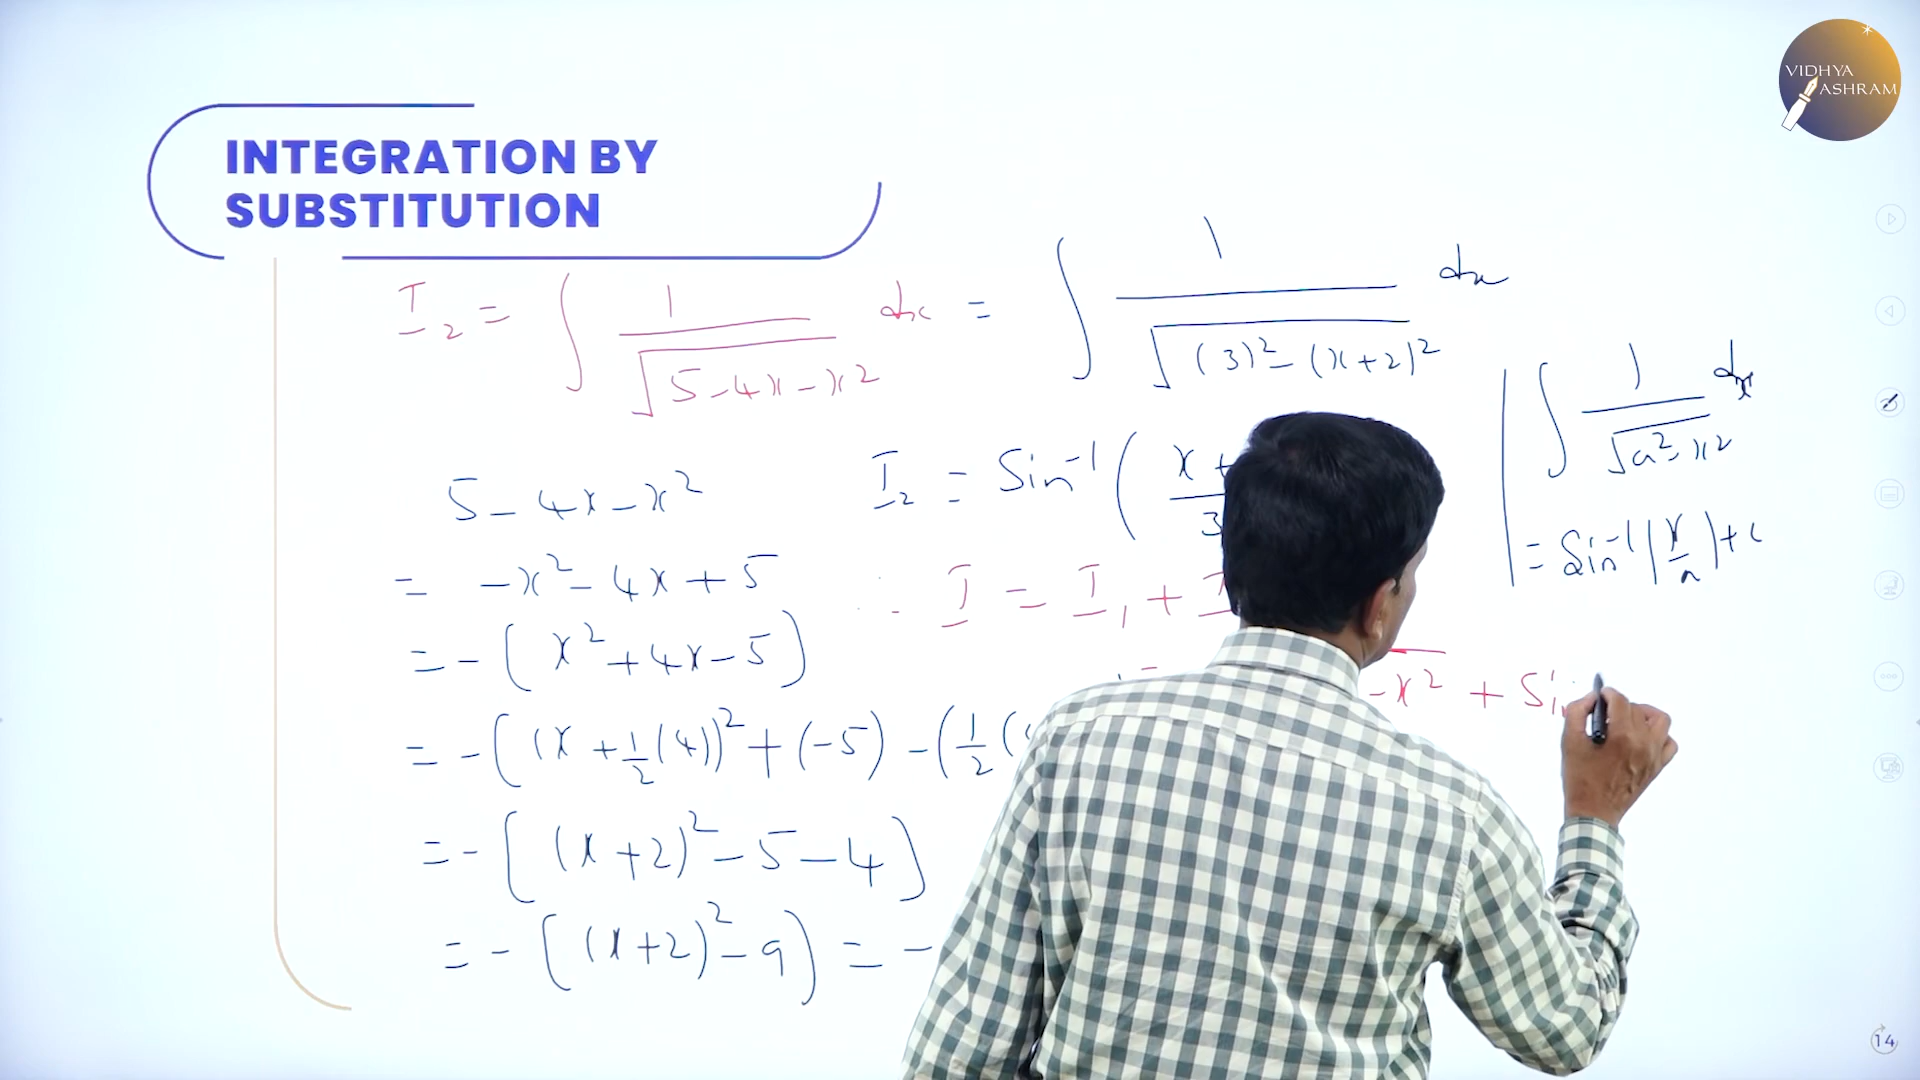 VIDHYA
ASHRAM
INTEGRATION BY
SUBSTITUTION
I₂ = ∫ 1/√(5-4x-x²) dx = ∫ 1/√((3)²-(x+2)²) dx
5-4x-x²
= -x²-4x+5
= -(x²+4x-5)
= -((x+½(4))²+(-5)-(½(
= -[(x+2)²-5-4]
= -[(x+2)²-9] = -
I₂ = Sin⁻¹(x+ / 3
∴ I = I₁ +
= -x² + Sin
∫ 1/√(a²-x²) dx
= Sin⁻¹(x/a)+c
14